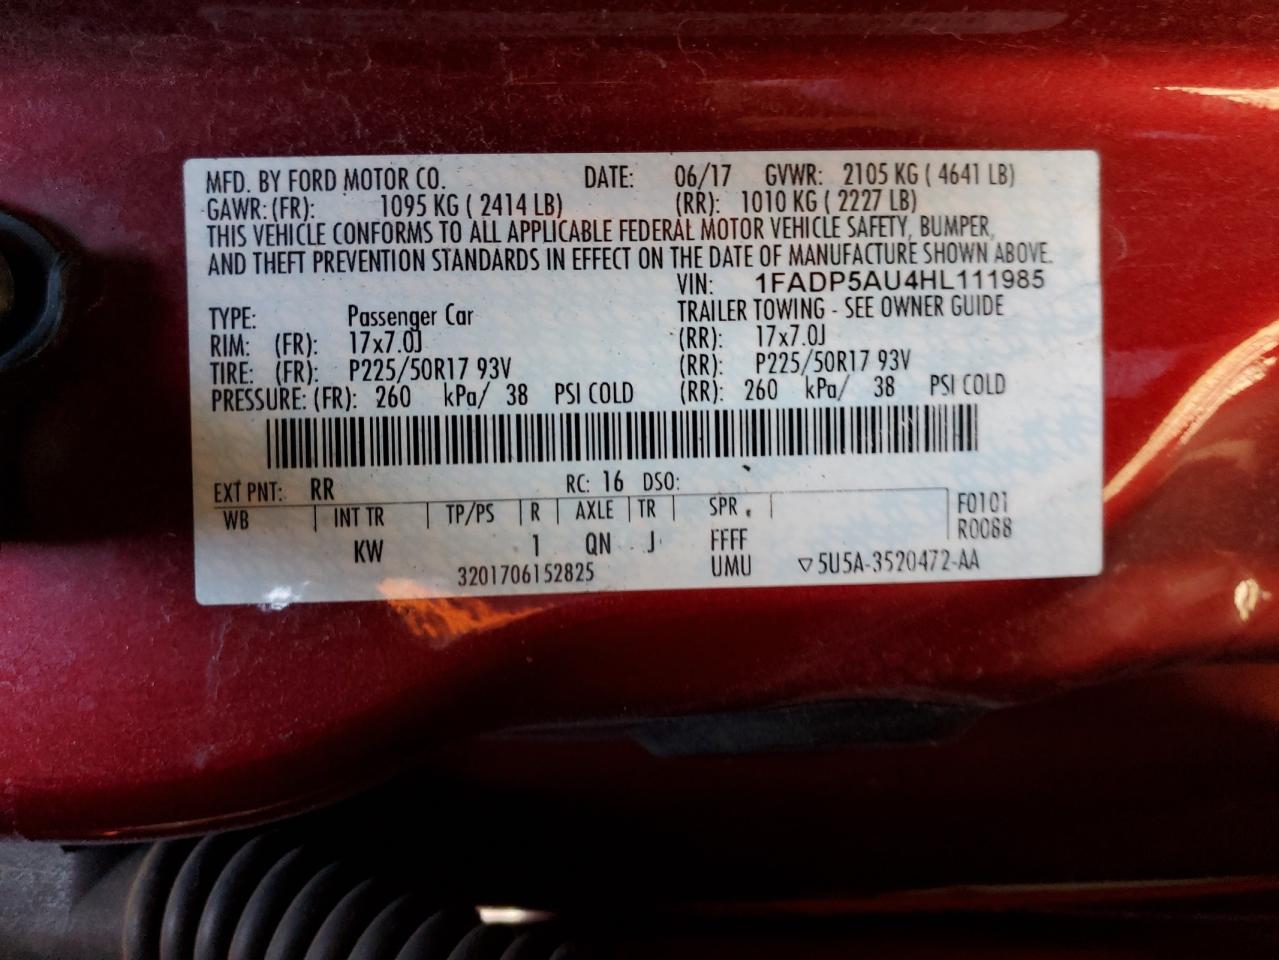 MFD. BY FORD MOTOR CO. DATE: 06/17 GVWR: 2105 KG ( 4641 LB)
GAWR: (FR): 1095 KG ( 2414 LB) (RR): 1010 KG ( 2227 LB)
THIS VEHICLE CONFORMS TO ALL APPLICABLE FEDERAL MOTOR VEHICLE SAFETY, BUMPER,
AND THEFT PREVENTION STANDARDS IN EFFECT ON THE DATE OF MANUFACTURE SHOWN ABOVE.
VIN: 1FADP5AU4HL111985
TYPE: Passenger Car TRAILER TOWING - SEE OWNER GUIDE
RIM: (FR): 17x7.0J (RR): 17x7.0J
TIRE: (FR): P225/50R17 93V (RR): P225/50R17 93V
PRESSURE: (FR): 260 kPa/ 38 PSI COLD (RR): 260 kPa/ 38 PSI COLD
EXT PNT: RR RC: 16 DSO:
WB INT TR TP/PS R AXLE TR SPR F0101
KW 1 QN J FFFF R0088
3201706152825 UMU ▽5U5A-3520472-AA